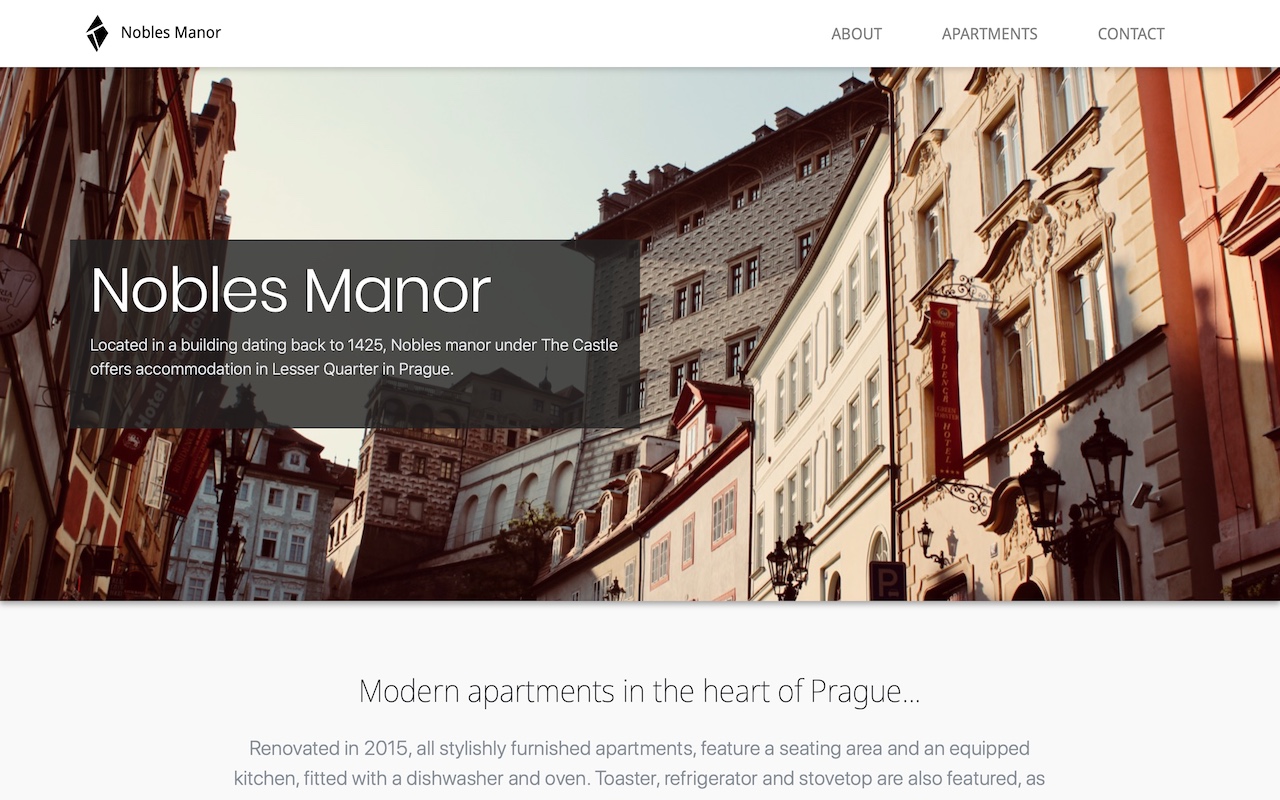 Nobles Manor
ABOUT APARTMENTS CONTACT
Nobles Manor
Located in a building dating back to 1425, Nobles manor under The Castle
offers accommodation in Lesser Quarter in Prague.
RESIDENCE
HOTEL
Hotel
P
Modern apartments in the heart of Prague...
Renovated in 2015, all stylishly furnished apartments, feature a seating area and an equipped
kitchen, fitted with a dishwasher and oven. Toaster, refrigerator and stovetop are also featured, as